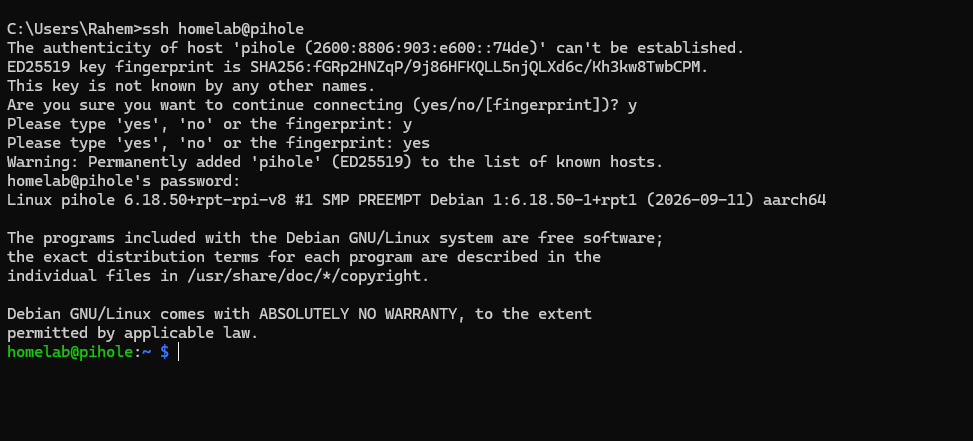 C:\Users\Rahem>ssh homelab@pihole
The authenticity of host 'pihole (2600:8806:903:e600::74de)' can't be established.
ED25519 key fingerprint is SHA256:fGRp2HNZqP/9j86HFKQLL5njQLXd6c/Kh3kw8TwbCPM.
This key is not known by any other names.
Are you sure you want to continue connecting (yes/no/[fingerprint])? y
Please type 'yes', 'no' or the fingerprint: y
Please type 'yes', 'no' or the fingerprint: yes
Warning: Permanently added 'pihole' (ED25519) to the list of known hosts.
homelab@pihole's password:
Linux pihole 6.18.50+rpt-rpi-v8 #1 SMP PREEMPT Debian 1:6.18.50-1+rpt1 (2026-09-11) aarch64

The programs included with the Debian GNU/Linux system are free software;
the exact distribution terms for each program are described in the
individual files in /usr/share/doc/*/copyright.

Debian GNU/Linux comes with ABSOLUTELY NO WARRANTY, to the extent
permitted by applicable law.
homelab@pihole:~ $